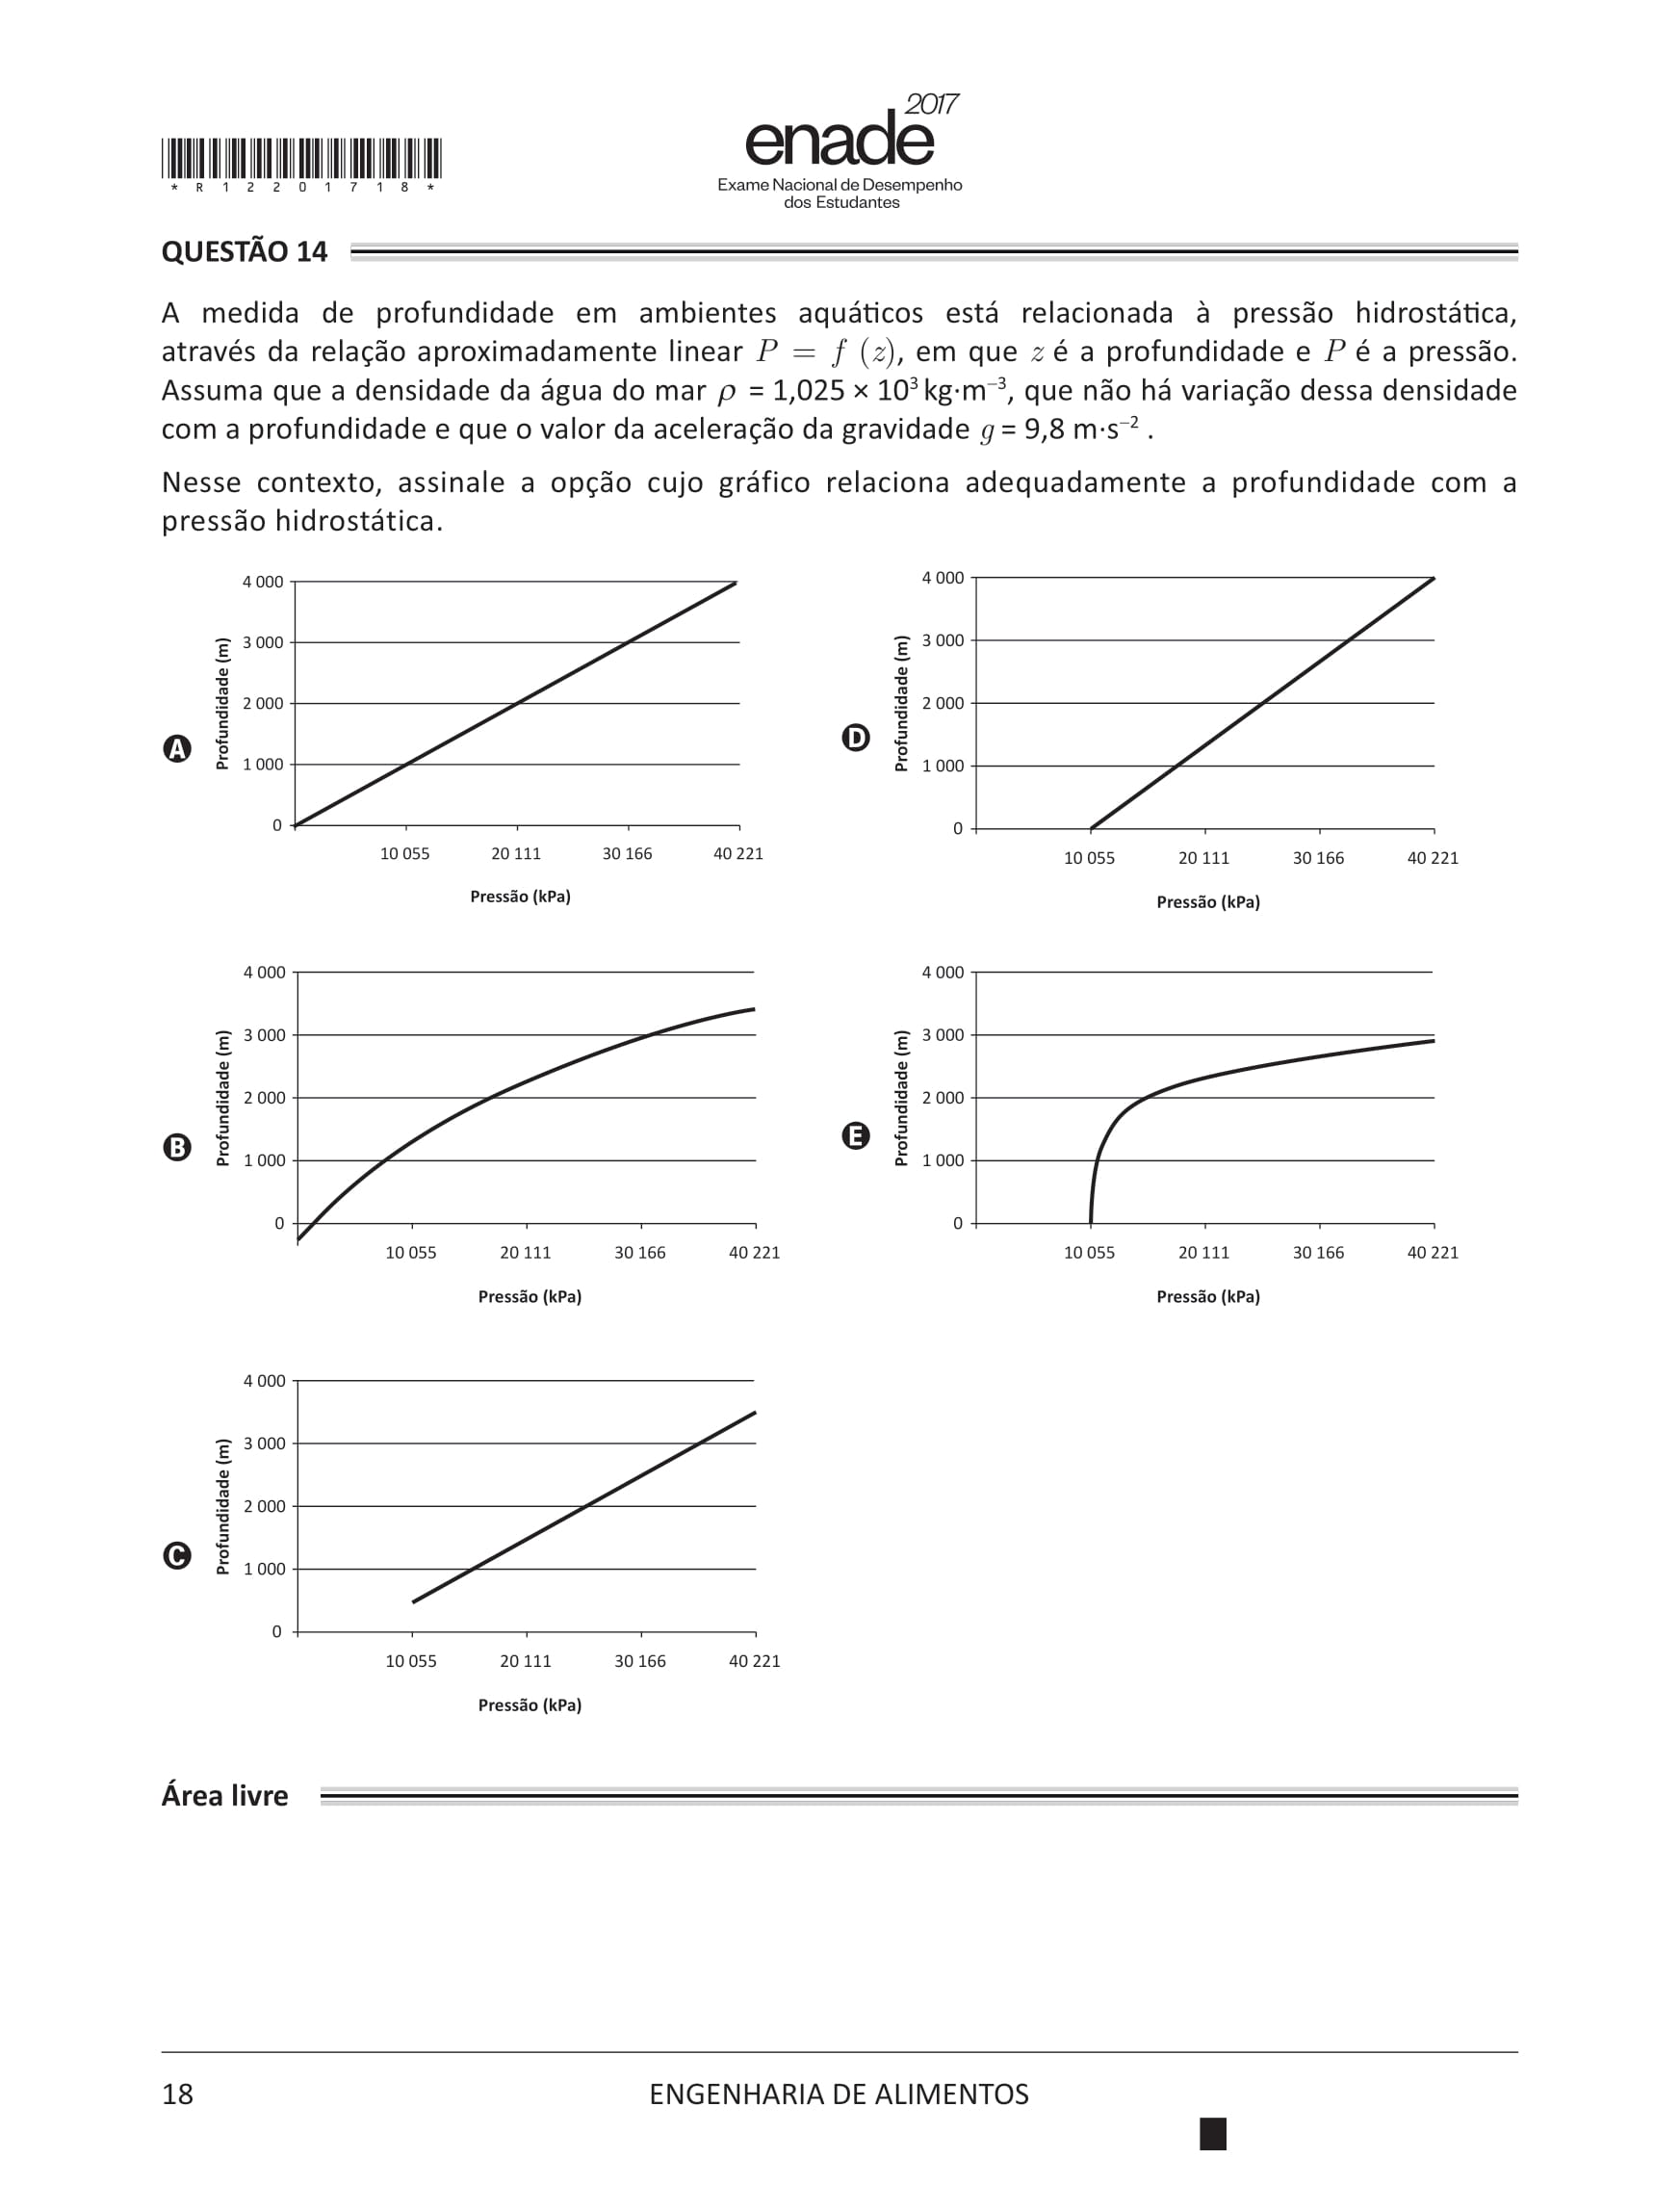 2017
enade
Exame Nacional de Desempenho
dos Estudantes
* R 1 2 2 0 1 7 1 8 *
QUESTÃO 14
A medida de profundidade em ambientes aquáticos está relacionada à pressão hidrostática,
através da relação aproximadamente linear P = f (z), em que z é a profundidade e P é a pressão.
Assuma que a densidade da água do mar ρ = 1,025 × 10³ kg·m⁻³, que não há variação dessa densidade
com a profundidade e que o valor da aceleração da gravidade g = 9,8 m·s⁻² .
Nesse contexto, assinale a opção cujo gráfico relaciona adequadamente a profundidade com a
pressão hidrostática.
A
Profundidade (m)
4 000
3 000
2 000
1 000
0
10 055 20 111 30 166 40 221
Pressão (kPa)
D
Profundidade (m)
4 000
3 000
2 000
1 000
0
10 055 20 111 30 166 40 221
Pressão (kPa)
B
Profundidade (m)
4 000
3 000
2 000
1 000
0
10 055 20 111 30 166 40 221
Pressão (kPa)
E
Profundidade (m)
4 000
3 000
2 000
1 000
0
10 055 20 111 30 166 40 221
Pressão (kPa)
C
Profundidade (m)
4 000
3 000
2 000
1 000
0
10 055 20 111 30 166 40 221
Pressão (kPa)
Área livre
18
ENGENHARIA DE ALIMENTOS